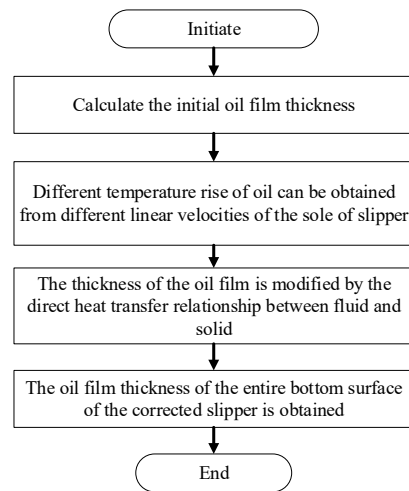 Initiate
Calculate the initial oil film thickness
Different temperature rise of oil can be obtained
from different linear velocities of the sole of slipper
The thickness of the oil film is modified by the
direct heat transfer relationship between fluid and
solid
The oil film thickness of the entire bottom surface
of the corrected slipper is obtained
End